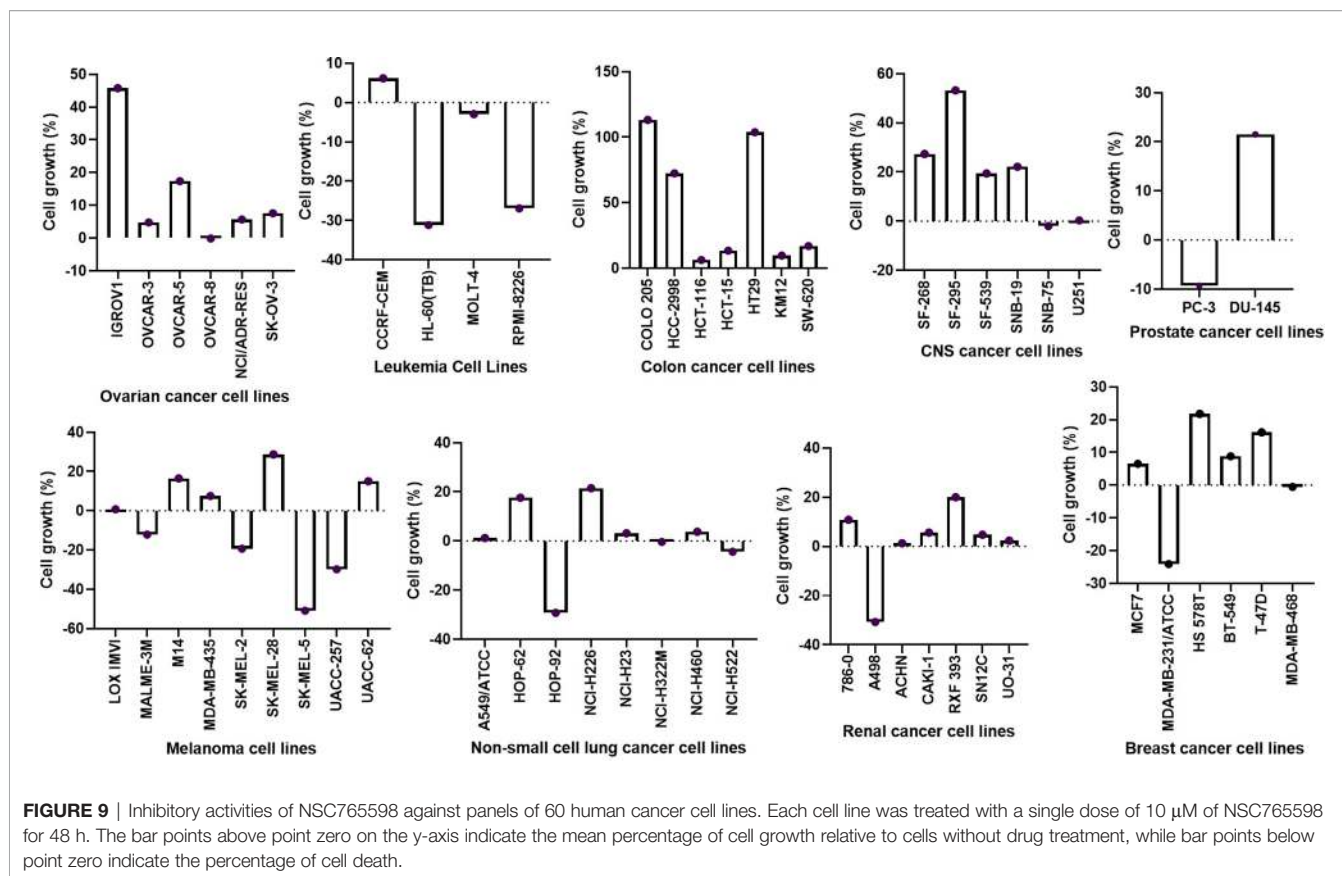 50
40
30
20
10
0
-10
Cell growth (%)
IGROV1
OVCAR-3
OVCAR-5
OVCAR-8
NCI/ADR-RES
SK-OV-3
Ovarian cancer cell lines
10
0
-10
-20
-30
-40
Cell growth (%)
CCRF-CEM
HL-60(TB)
MOLT-4
RPMI-8226
Leukemia Cell Lines
150
100
50
0
Cell growth (%)
COLO 205
HCC-2998
HCT-116
HCT-15
HT29
KM12
SW-620
Colon cancer cell lines
60
40
20
0
-20
Cell growth (%)
SF-268
SF-295
SF-539
SNB-19
SNB-75
U251
CNS cancer cell lines
30
20
10
0
-10
Cell growth (%)
PC-3
DU-145
Prostate cancer cell lines
40
20
0
-20
-40
-60
Cell growth (%)
LOX IMVI
MALME-3M
M14
MDA-MB-435
SK-MEL-2
SK-MEL-28
SK-MEL-5
UACC-257
UACC-62
Melanoma cell lines
40
20
0
-20
-40
Cell growth (%)
A549/ATCC
HOP-62
HOP-92
NCI-H226
NCI-H23
NCI-H322M
NCI-H460
NCI-H522
Non-small cell lung cancer cell lines
40
20
0
-20
-40
Cell growth (%)
786-0
A498
ACHN
CAKI-1
RXF 393
SN12C
UO-31
Renal cancer cell lines
30
20
10
0
-10
-20
-30
Cell growth (%)
MCF7
MDA-MB-231/ATCC
HS 578T
BT-549
T-47D
MDA-MB-468
Breast cancer cell lines
FIGURE 9 | Inhibitory activities of NSC765598 against panels of 60 human cancer cell lines. Each cell line was treated with a single dose of 10 μM of NSC765598
for 48 h. The bar points above point zero on the y-axis indicate the mean percentage of cell growth relative to cells without drug treatment, while bar points below
point zero indicate the percentage of cell death.